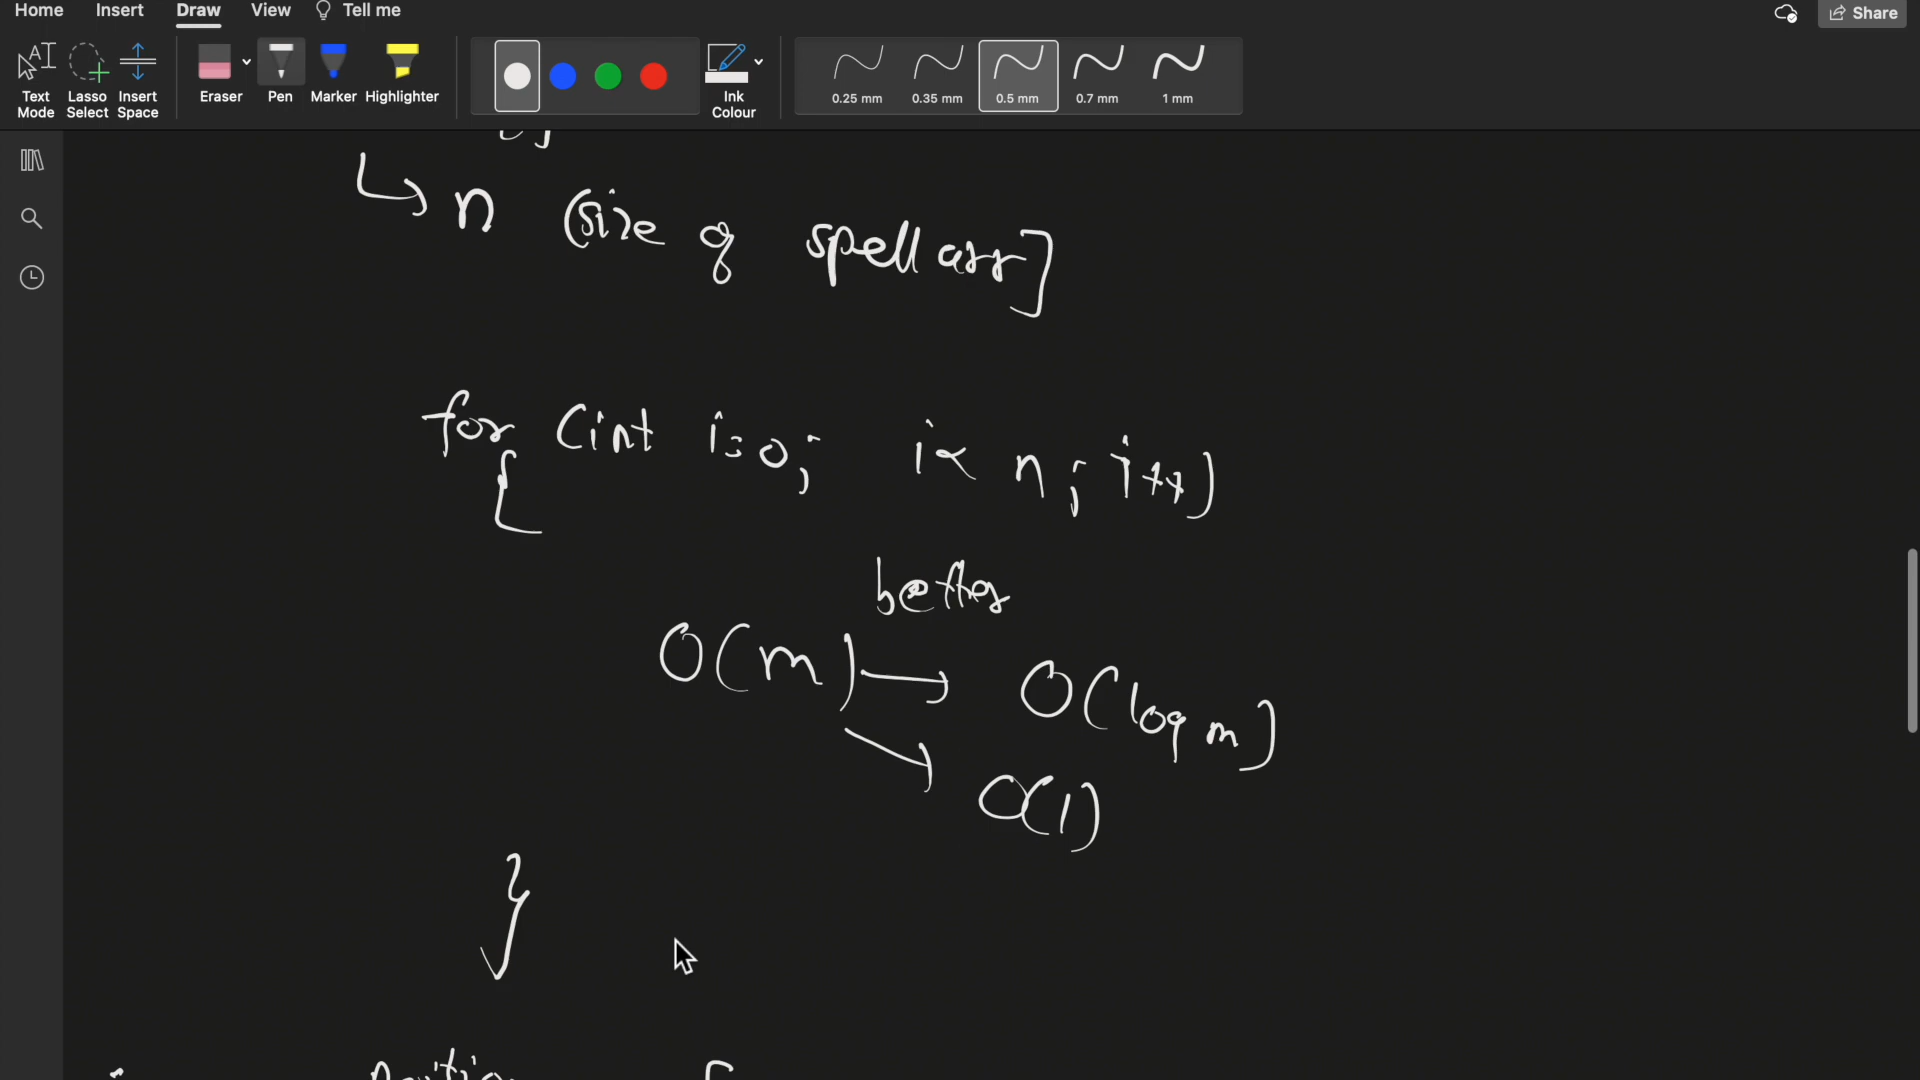 Home Insert Draw View Tell me Share
Text Mode Lasso Select Insert Space Eraser Pen Marker Highlighter Ink Colour 0.25 mm 0.35 mm 0.5 mm 0.7 mm 1 mm
n (size of spell arr]
for (int i=0; i< n; i++)
{
better
O(m) → O(log m)
O(1)
}